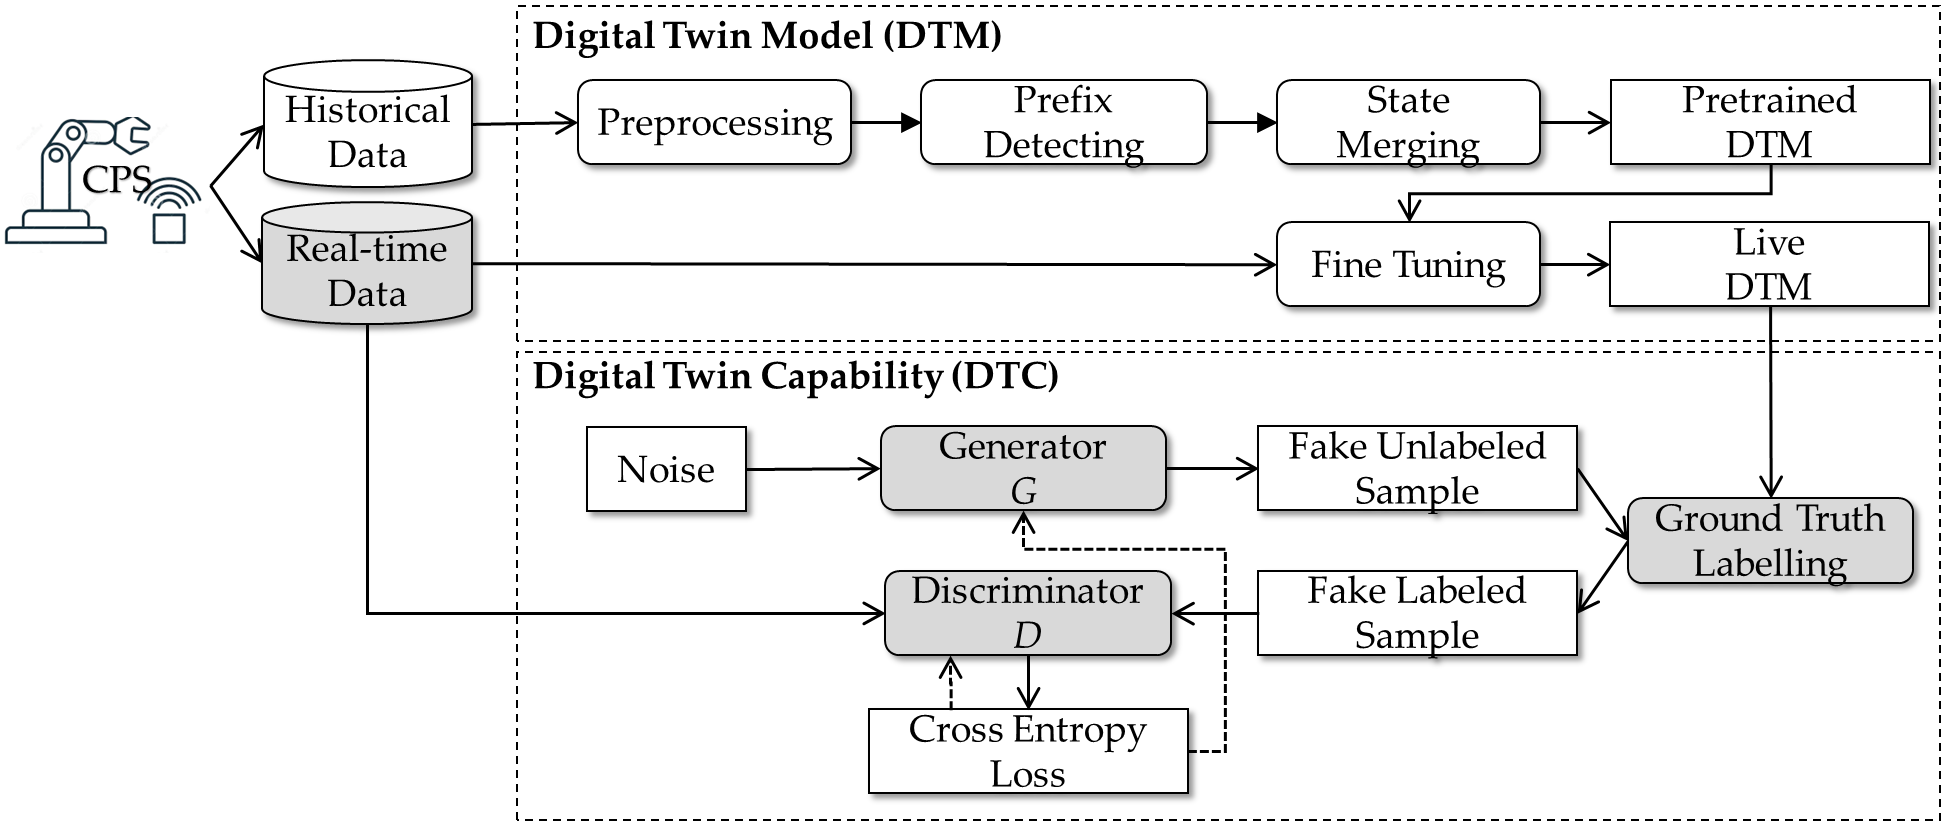 Digital Twin Model (DTM)
CPS
Historical
Data
Preprocessing
Prefix
Detecting
State
Merging
Pretrained
DTM
Real-time
Data
Fine Tuning
Live
DTM
Digital Twin Capability (DTC)
Noise
Generator
G
Fake Unlabeled
Sample
Ground Truth
Labelling
Discriminator
D
Fake Labeled
Sample
Cross Entropy
Loss